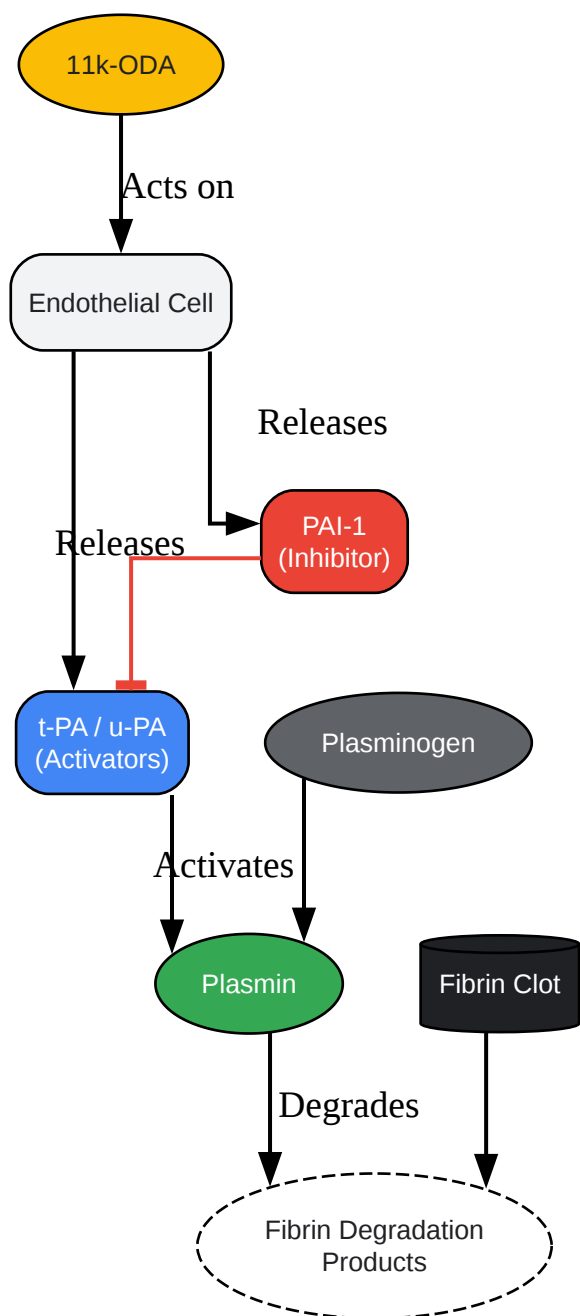 11k-ODA
Acts on
Endothelial Cell
Releases
PAI-1
(Inhibitor)
Releases
t-PA / u-PA
(Activators)
Plasminogen
Activates
Plasmin
Fibrin Clot
Degrades
Fibrin Degradation
Products